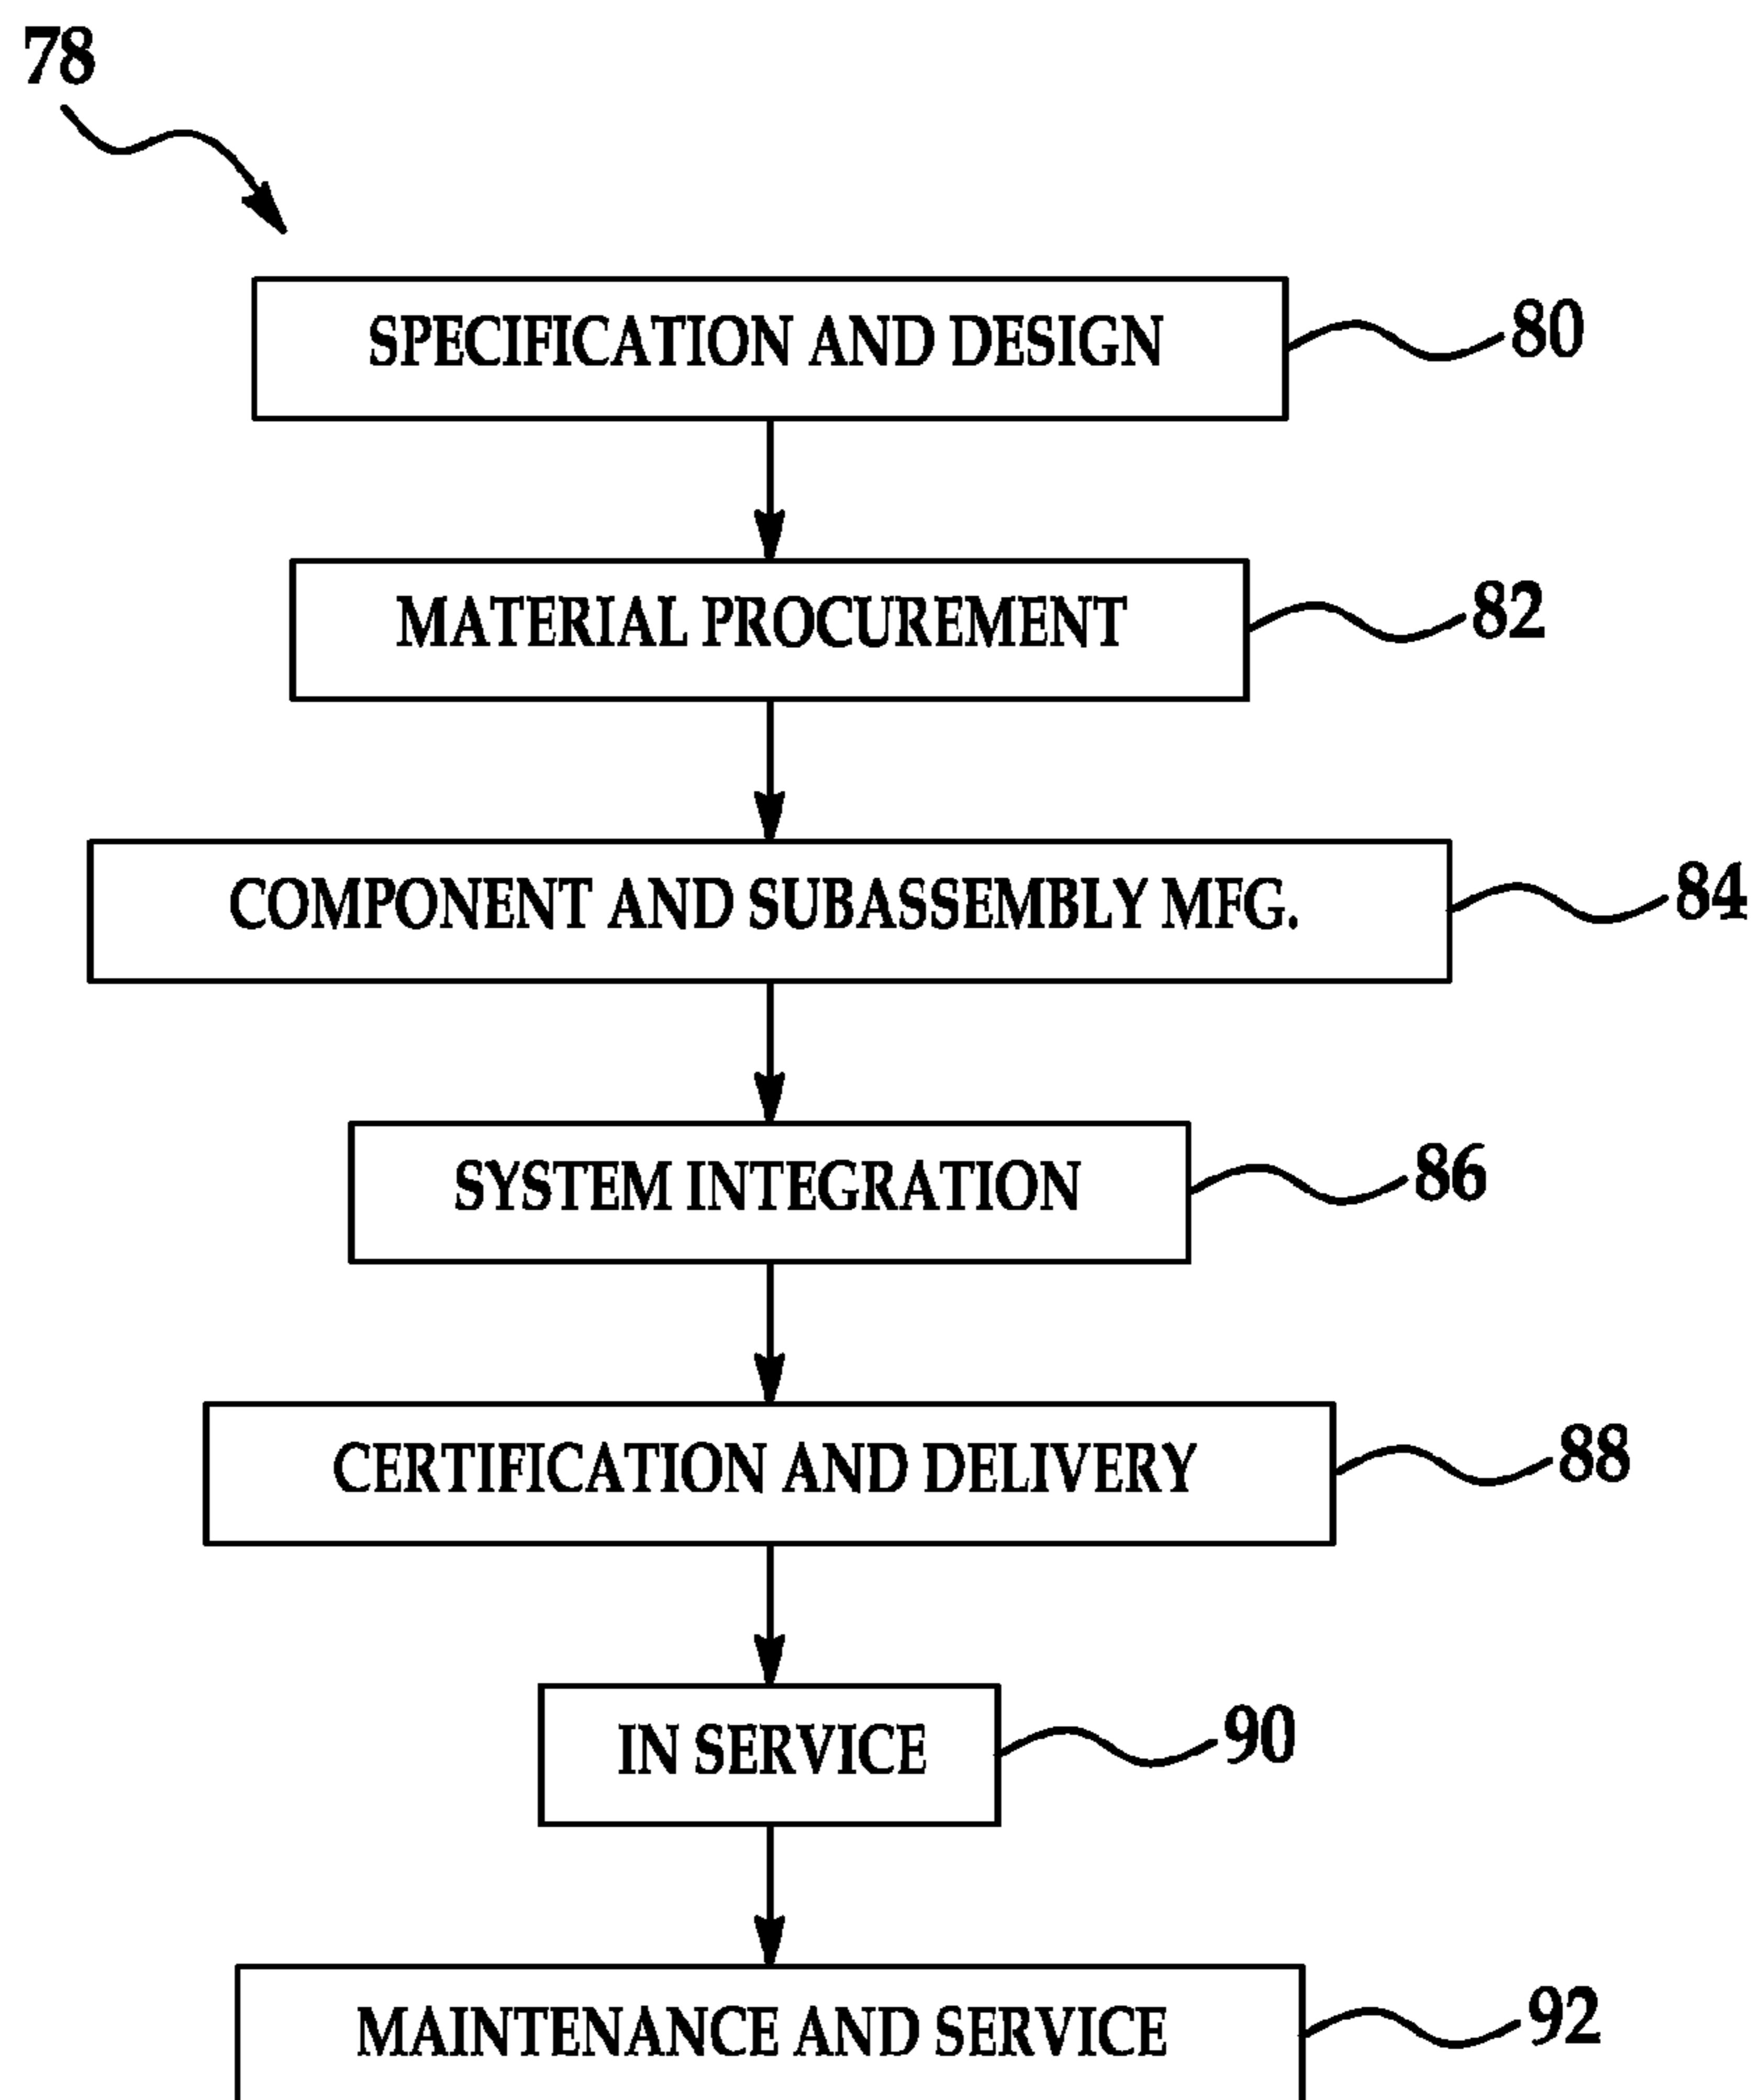 78
SPECIFICATION AND DESIGN 80
MATERIAL PROCUREMENT 82
COMPONENT AND SUBASSEMBLY MFG. 84
SYSTEM INTEGRATION 86
CERTIFICATION AND DELIVERY 88
IN SERVICE 90
MAINTENANCE AND SERVICE 92